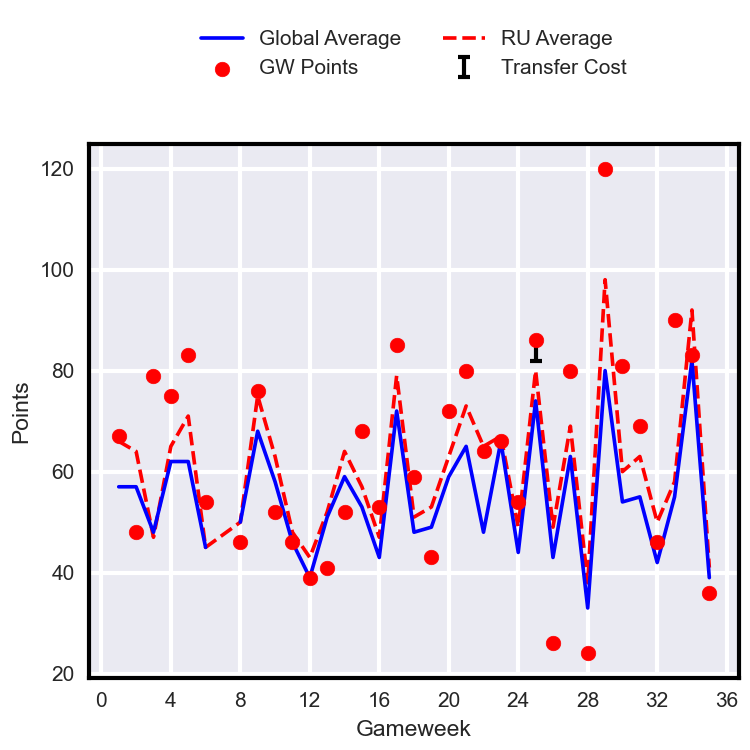 Global Average
RU Average
GW Points
Transfer Cost
120
100
80
60
40
20
Points
0 4 8 12 16 20 24 28 32 36
Gameweek